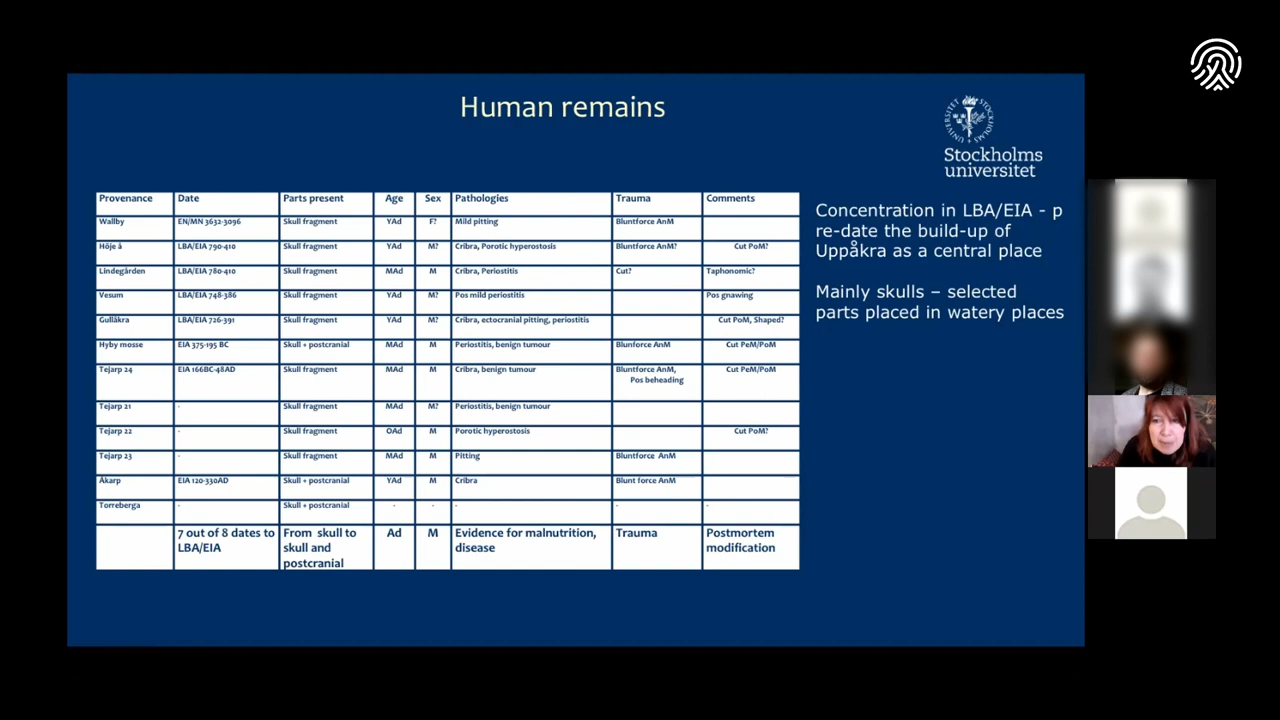 Human remains
UNIVERSITET STOCKHOLMS
Stockholms
universitet
Provenance Date Parts present Age Sex Pathologies Trauma Comments
Wallby EN/MN 3632-3096 Skull fragment YAd F? Mild pitting Bluntforce AnM
Höje å LBA/EIA 790-410 Skull fragment YAd M? Cribra, Porotic hyperostosis Bluntforce AnM? Cut PoM?
Lindegården LBA/EIA 780-410 Skull fragment MAd M Cribra, Periostitis Cut? Taphonomic?
Vesum LBA/EIA 748-386 Skull fragment YAd M? Pos mild periostitis Pos gnawing
Gullåkra LBA/EIA 726-391 Skull fragment YAd M? Cribra, ectocranial pitting, periostitis Cut PoM, Shaped?
Hyby mosse EIA 375-195 BC Skull + postcranial MAd M Periostitis, benign tumour Blunforce AnM Cut PeM/PoM
Tejarp 24 EIA 166BC-48AD Skull fragment MAd M Cribra, benign tumour Bluntforce AnM, Cut PeM/PoM
Pos beheading
Tejarp 21 - Skull fragment MAd M? Periostitis, benign tumour
Tejarp 22 - Skull fragment OAd M Porotic hyperostosis Cut PoM?
Tejarp 23 - Skull fragment MAd M Pitting Bluntforce AnM
Åkarp EIA 120-330AD Skull + postcranial YAd M Cribra Blunt force AnM
Torreberga - Skull + postcranial - - - - -
7 out of 8 dates to From skull to Ad M Evidence for malnutrition, Trauma Postmortem
LBA/EIA skull and disease modification
postcranial
Concentration in LBA/EIA - p
re-date the build-up of
Uppåkra as a central place
Mainly skulls – selected
parts placed in watery places